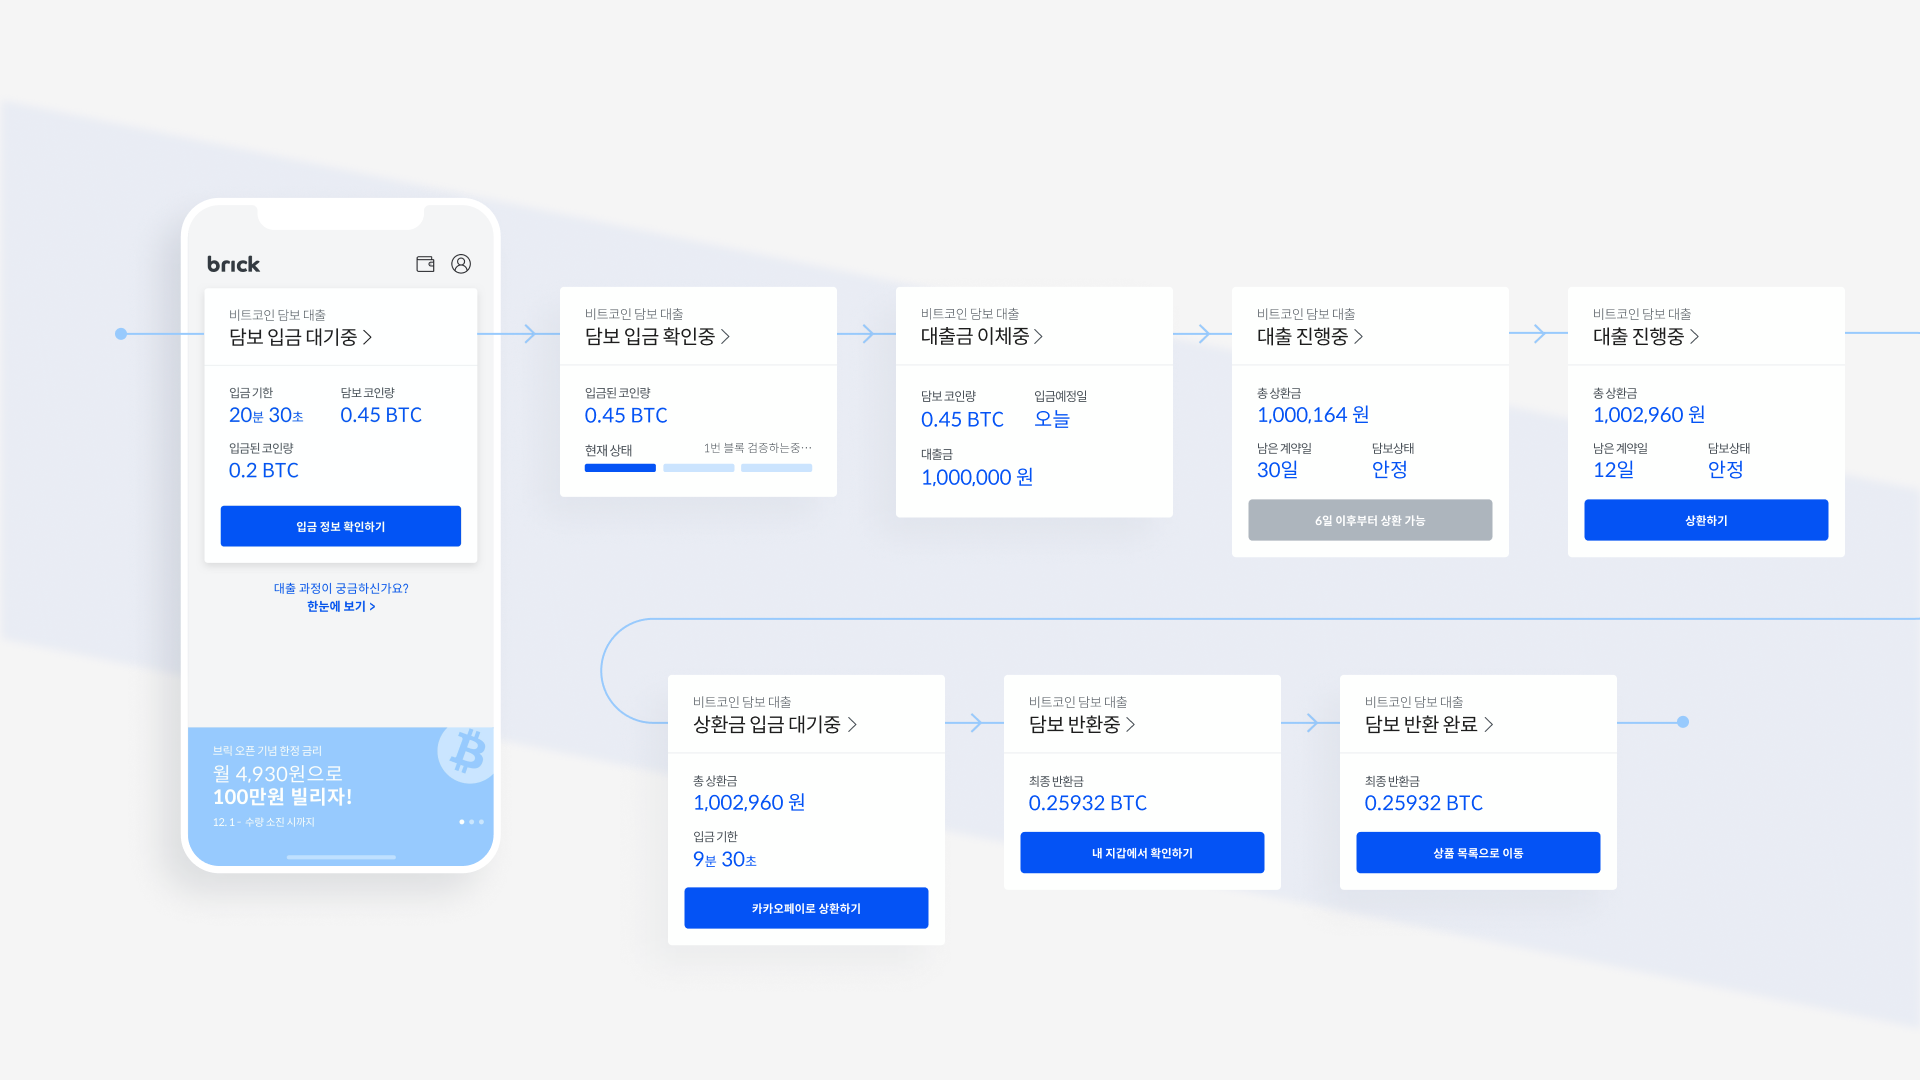 brick
비트코인 담보 대출
담보 입금 대기중 >
입금 기한
20분 30초
담보 코인량
0.45 BTC
입금된 코인량
0.2 BTC
입금 정보 확인하기
대출 과정이 궁금하신가요?
한눈에 보기 >
브릭 오픈 기념 한정 금리
월 4,930원으로
100만원 빌리자!
12. 1 - 수량 소진 시까지
비트코인 담보 대출
담보 입금 확인중 >
입금된 코인량
0.45 BTC
현재 상태
1번 블록 검증하는중…
비트코인 담보 대출
대출금 이체중 >
담보 코인량
0.45 BTC
입금예정일
오늘
대출금
1,000,000 원
비트코인 담보 대출
대출 진행중 >
총 상환금
1,000,164 원
남은 계약일
30일
담보상태
안정
6일 이후부터 상환 가능
비트코인 담보 대출
대출 진행중 >
총 상환금
1,002,960 원
남은 계약일
12일
담보상태
안정
상환하기
비트코인 담보 대출
상환금 입금 대기중 >
총 상환금
1,002,960 원
입금 기한
9분 30초
카카오페이로 상환하기
비트코인 담보 대출
담보 반환중 >
최종 반환금
0.25932 BTC
내 지갑에서 확인하기
비트코인 담보 대출
담보 반환 완료 >
최종 반환금
0.25932 BTC
상품 목록으로 이동